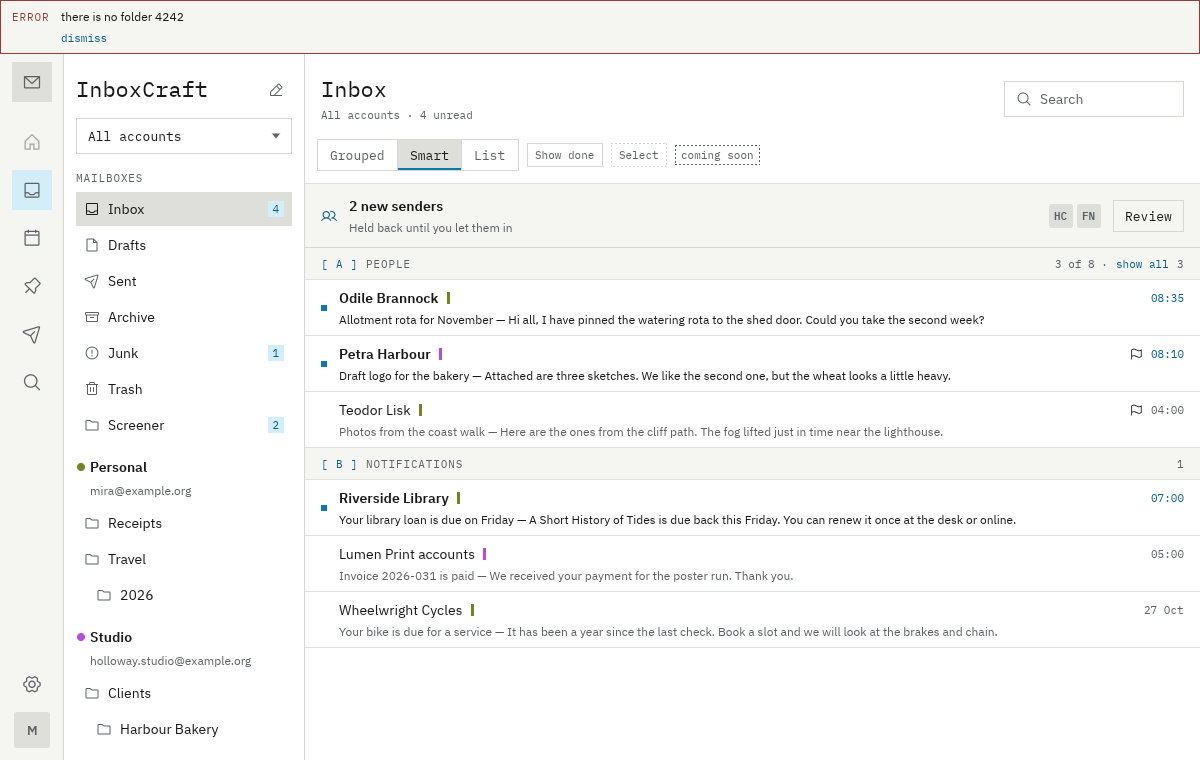 ERROR there is no folder 4242
dismiss
InboxCraft
All accounts
MAILBOXES
Inbox 4
Drafts
Sent
Archive
Junk 1
Trash
Screener 2
Personal
mira@example.org
Receipts
Travel
2026
Studio
holloway.studio@example.org
Clients
Harbour Bakery
M
Inbox
All accounts · 4 unread
Search
Grouped Smart List Show done Select coming soon
2 new senders
Held back until you let them in
HC FN Review
[ A ] PEOPLE 3 of 8 · show all 3
Odile Brannock 08:35
Allotment rota for November — Hi all, I have pinned the watering rota to the shed door. Could you take the second week?
Petra Harbour 08:10
Draft logo for the bakery — Attached are three sketches. We like the second one, but the wheat looks a little heavy.
Teodor Lisk 04:00
Photos from the coast walk — Here are the ones from the cliff path. The fog lifted just in time near the lighthouse.
[ B ] NOTIFICATIONS 1
Riverside Library 07:00
Your library loan is due on Friday — A Short History of Tides is due back this Friday. You can renew it once at the desk or online.
Lumen Print accounts 05:00
Invoice 2026-031 is paid — We received your payment for the poster run. Thank you.
Wheelwright Cycles 27 Oct
Your bike is due for a service — It has been a year since the last check. Book a slot and we will look at the brakes and chain.